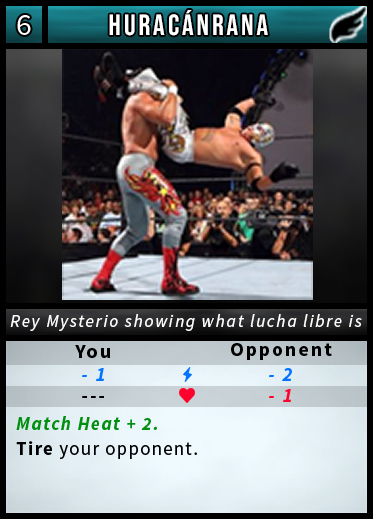 6 HURACÁNRANA
Rey Mysterio showing what lucha libre is
You Opponent
- 1 - 2
--- - 1
Match Heat + 2.
Tire your opponent.